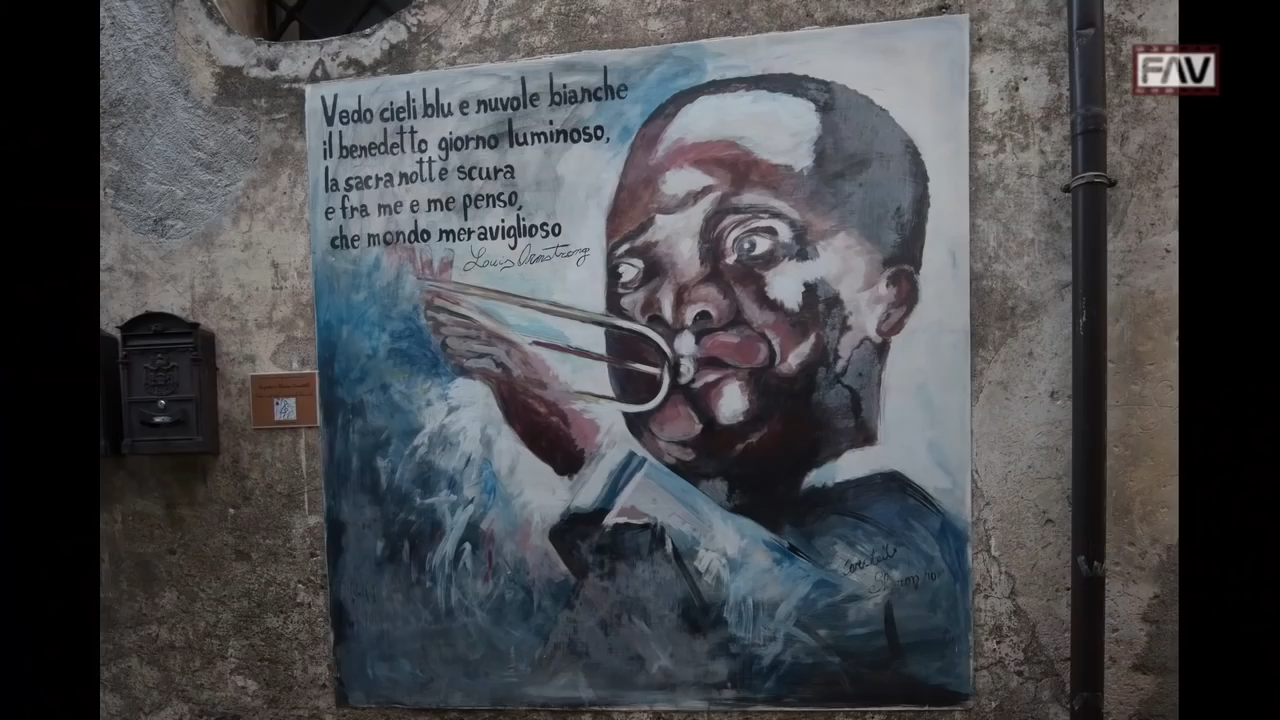 Vedo cieli blu e nuvole bianche
il benedetto giorno luminoso,
la sacra notte scura
e fra me e me penso,
che mondo meraviglioso
Louis Armstrong
FAV